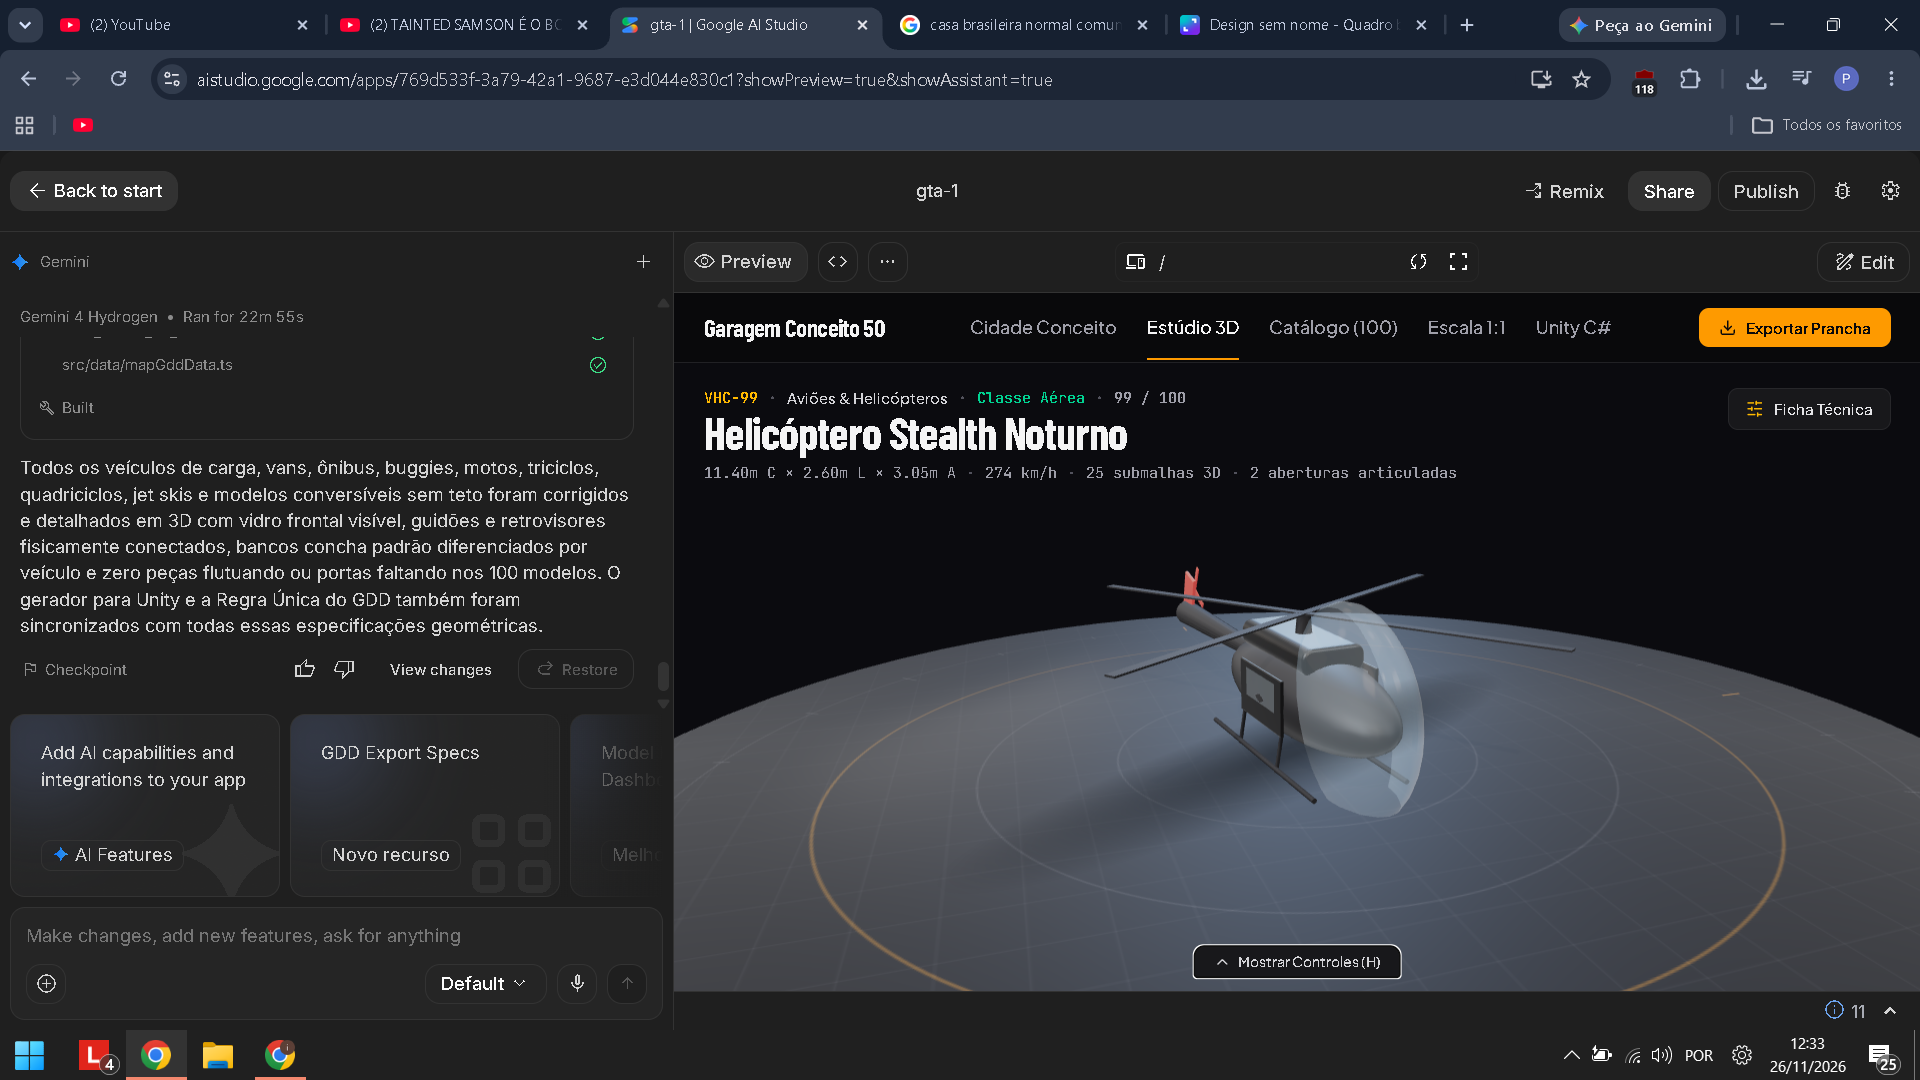 (2) YouTube
(2) TAINTED SAMSON É O BO
gta-1 | Google AI Studio
casa brasileira normal comun
Design sem nome - Quadro
Peça ao Gemini
aistudio.google.com/apps/769d533f-3a79-42a1-9687-e3d044e830c1?showPreview=true&showAssistant=true
118
P
Todos os favoritos
Back to start
gta-1
Remix
Share
Publish
Gemini
Preview
/
Edit
Gemini 4 Hydrogen • Ran for 22m 55s
src/data/mapGddData.ts
Built
Todos os veículos de carga, vans, ônibus, buggies, motos, triciclos,
quadriciclos, jet skis e modelos conversíveis sem teto foram corrigidos
e detalhados em 3D com vidro frontal visível, guidões e retrovisores
fisicamente conectados, bancos concha padrão diferenciados por
veículo e zero peças flutuando ou portas faltando nos 100 modelos. O
gerador para Unity e a Regra Única do GDD também foram
sincronizados com todas essas especificações geométricas.
Checkpoint
View changes
Restore
Add AI capabilities and
integrations to your app
AI Features
GDD Export Specs
Novo recurso
Model
Dashb
Melho
Make changes, add new features, ask for anything
Default
Garagem Conceito 50
Cidade Conceito
Estúdio 3D
Catálogo (100)
Escala 1:1
Unity C#
Exportar Prancha
VHC-99 · Aviões & Helicópteros · Classe Aérea · 99 / 100
Helicóptero Stealth Noturno
11.40m C × 2.60m L × 3.05m A · 274 km/h · 25 submalhas 3D · 2 aberturas articuladas
Ficha Técnica
Mostrar Controles (H)
11
L
4
POR
12:33
26/11/2026
25